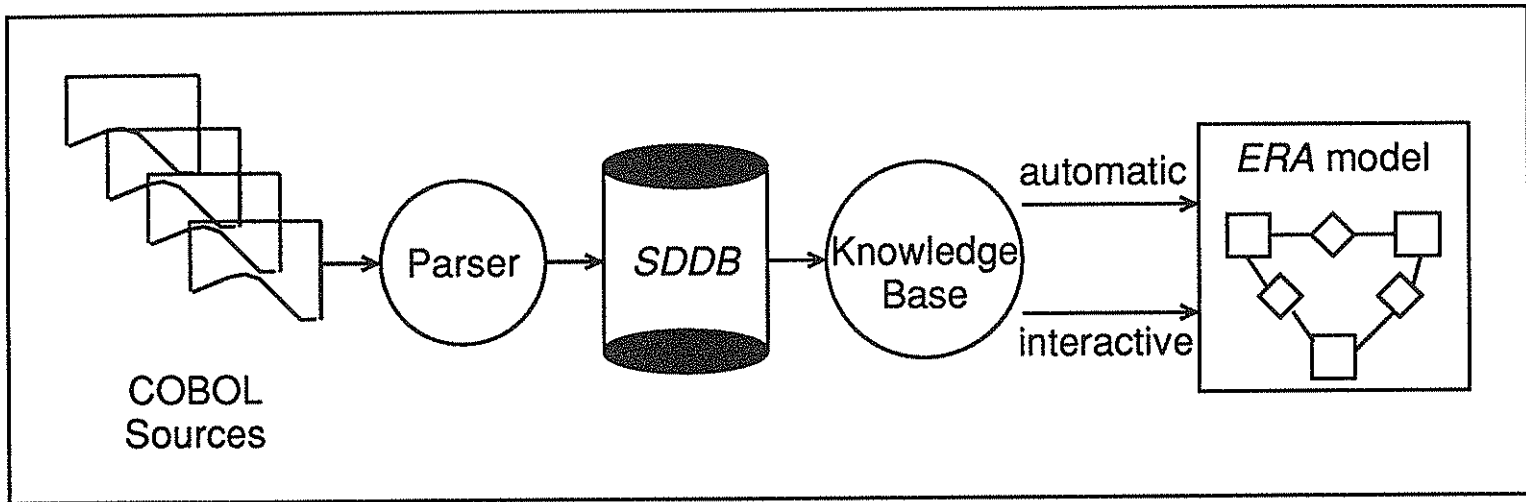 COBOL
Sources
Parser
SDDB
Knowledge
Base
automatic
interactive
ERA model